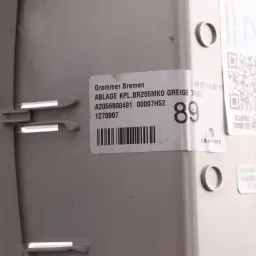 Grammer Bremen
ABLAGE KPL,BR205MKO GREIGE
A2056800491 00007H52
1270907
89